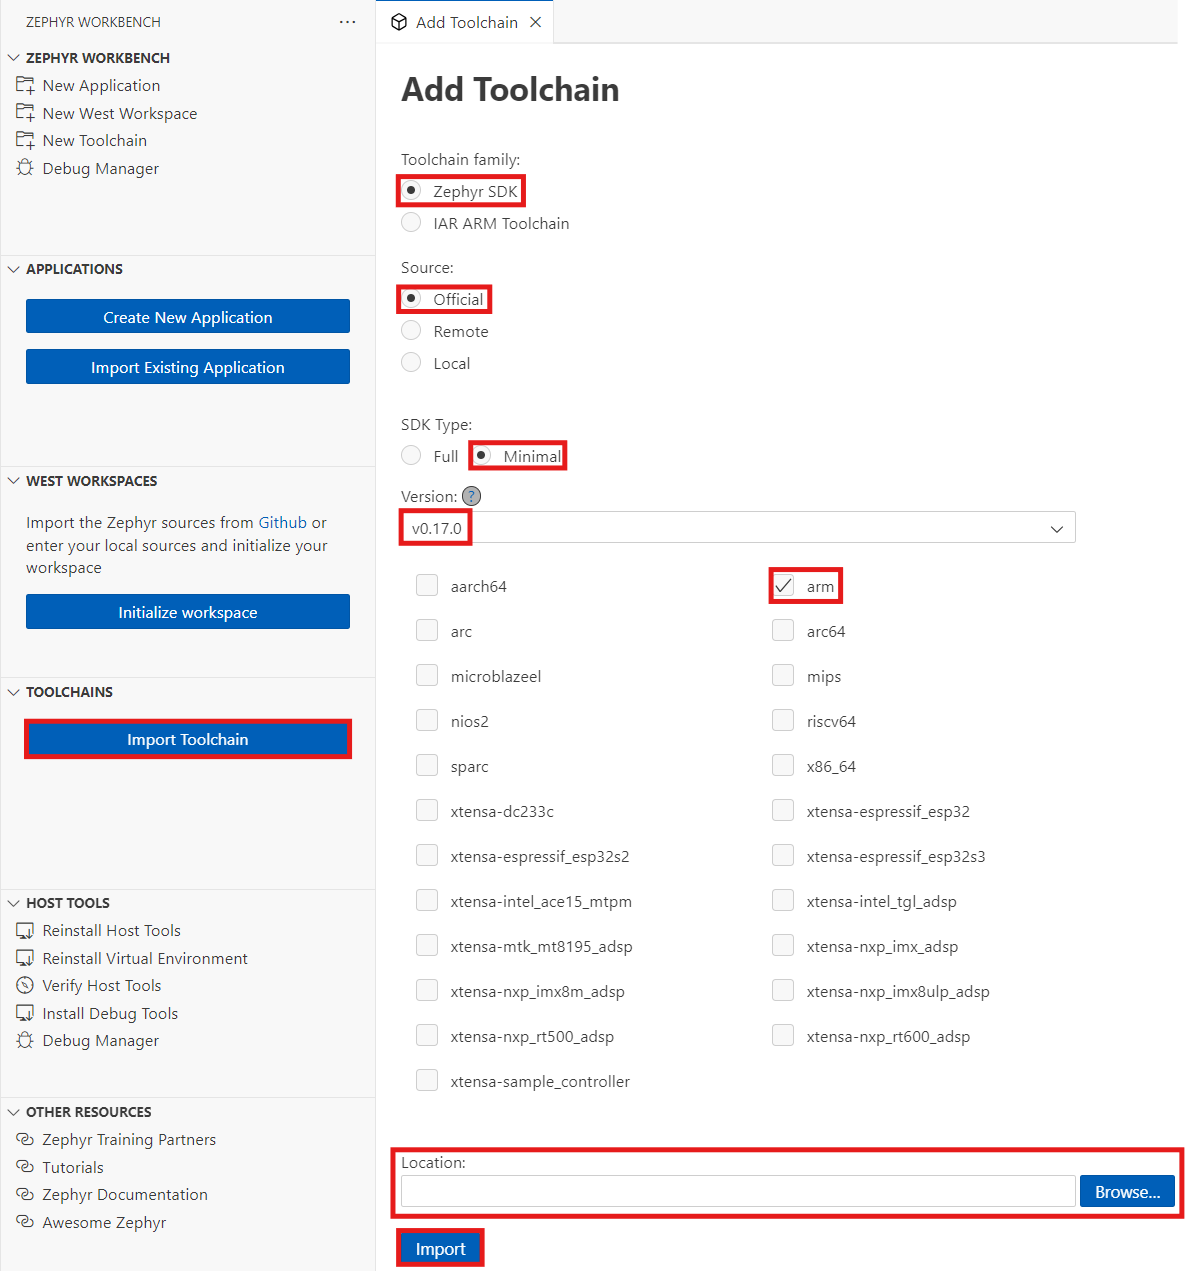 ZEPHYR WORKBENCH
ZEPHYR WORKBENCH
New Application
New West Workspace
New Toolchain
Debug Manager
APPLICATIONS
Create New Application
Import Existing Application
WEST WORKSPACES
Import the Zephyr sources from Github or
enter your local sources and initialize your
workspace
Initialize workspace
TOOLCHAINS
Import Toolchain
HOST TOOLS
Reinstall Host Tools
Reinstall Virtual Environment
Verify Host Tools
Install Debug Tools
Debug Manager
OTHER RESOURCES
Zephyr Training Partners
Tutorials
Zephyr Documentation
Awesome Zephyr
Add Toolchain
Add Toolchain
Toolchain family:
Zephyr SDK
IAR ARM Toolchain
Source:
Official
Remote
Local
SDK Type:
Full Minimal
Version: ?
v0.17.0
aarch64 arm
arc arc64
microblazeel mips
nios2 riscv64
sparc x86_64
xtensa-dc233c xtensa-espressif_esp32
xtensa-espressif_esp32s2 xtensa-espressif_esp32s3
xtensa-intel_ace15_mtpm xtensa-intel_tgl_adsp
xtensa-mtk_mt8195_adsp xtensa-nxp_imx_adsp
xtensa-nxp_imx8m_adsp xtensa-nxp_imx8ulp_adsp
xtensa-nxp_rt500_adsp xtensa-nxp_rt600_adsp
xtensa-sample_controller
Location:
Browse...
Import